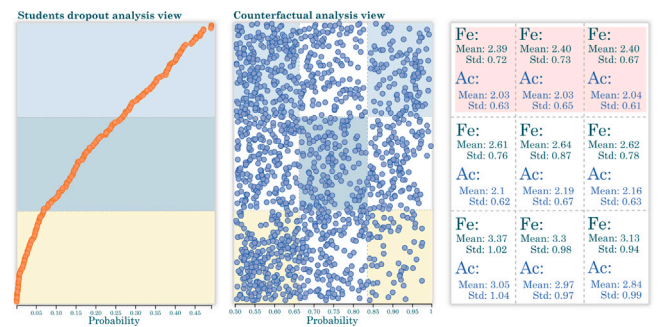 Students dropout analysis view
Counterfactual analysis view
Fe:
Mean: 2.39
Std: 0.72
Ac:
Mean: 2.03
Std: 0.63
Fe:
Mean: 2.40
Std: 0.73
Ac:
Mean: 2.03
Std: 0.65
Fe:
Mean: 2.40
Std: 0.67
Ac:
Mean: 2.04
Std: 0.61
Fe:
Mean: 2.61
Std: 0.76
Ac:
Mean: 2.1
Std: 0.62
Fe:
Mean: 2.64
Std: 0.87
Ac:
Mean: 2.19
Std: 0.67
Fe:
Mean: 2.62
Std: 0.78
Ac:
Mean: 2.16
Std: 0.63
Fe:
Mean: 3.37
Std: 1.02
Ac:
Mean: 3.05
Std: 1.04
Fe:
Mean: 3.3
Std: 0.98
Ac:
Mean: 2.97
Std: 0.97
Fe:
Mean: 3.13
Std: 0.94
Ac:
Mean: 2.84
Std: 0.99
0.05 0.10 0.15 0.20 0.25 0.30 0.35 0.40 0.45
Probability
0.50 0.55 0.60 0.65 0.70 0.75 0.80 0.85 0.90 0.95 1
Probability